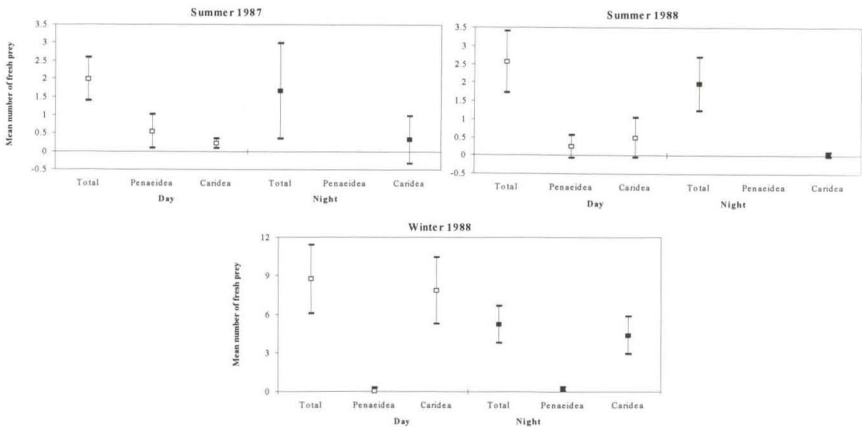 Summer 1987
Mean number of fresh prey
3.5
3
2.5
2
1.5
1
0.5
0
-0.5
Total Penaeidea Caridea Total Penaeidea Caridea
Day Night
Summer 1988
3.5
3
2.5
2
1.5
1
0.5
0
-0.5
Total Penaeidea Caridea Total Penaeidea Caridea
Day Night
Winter 1988
Mean number of fresh prey
12
9
6
3
0
Total Penaeidea Caridea Total Penaeidea Caridea
Day Night